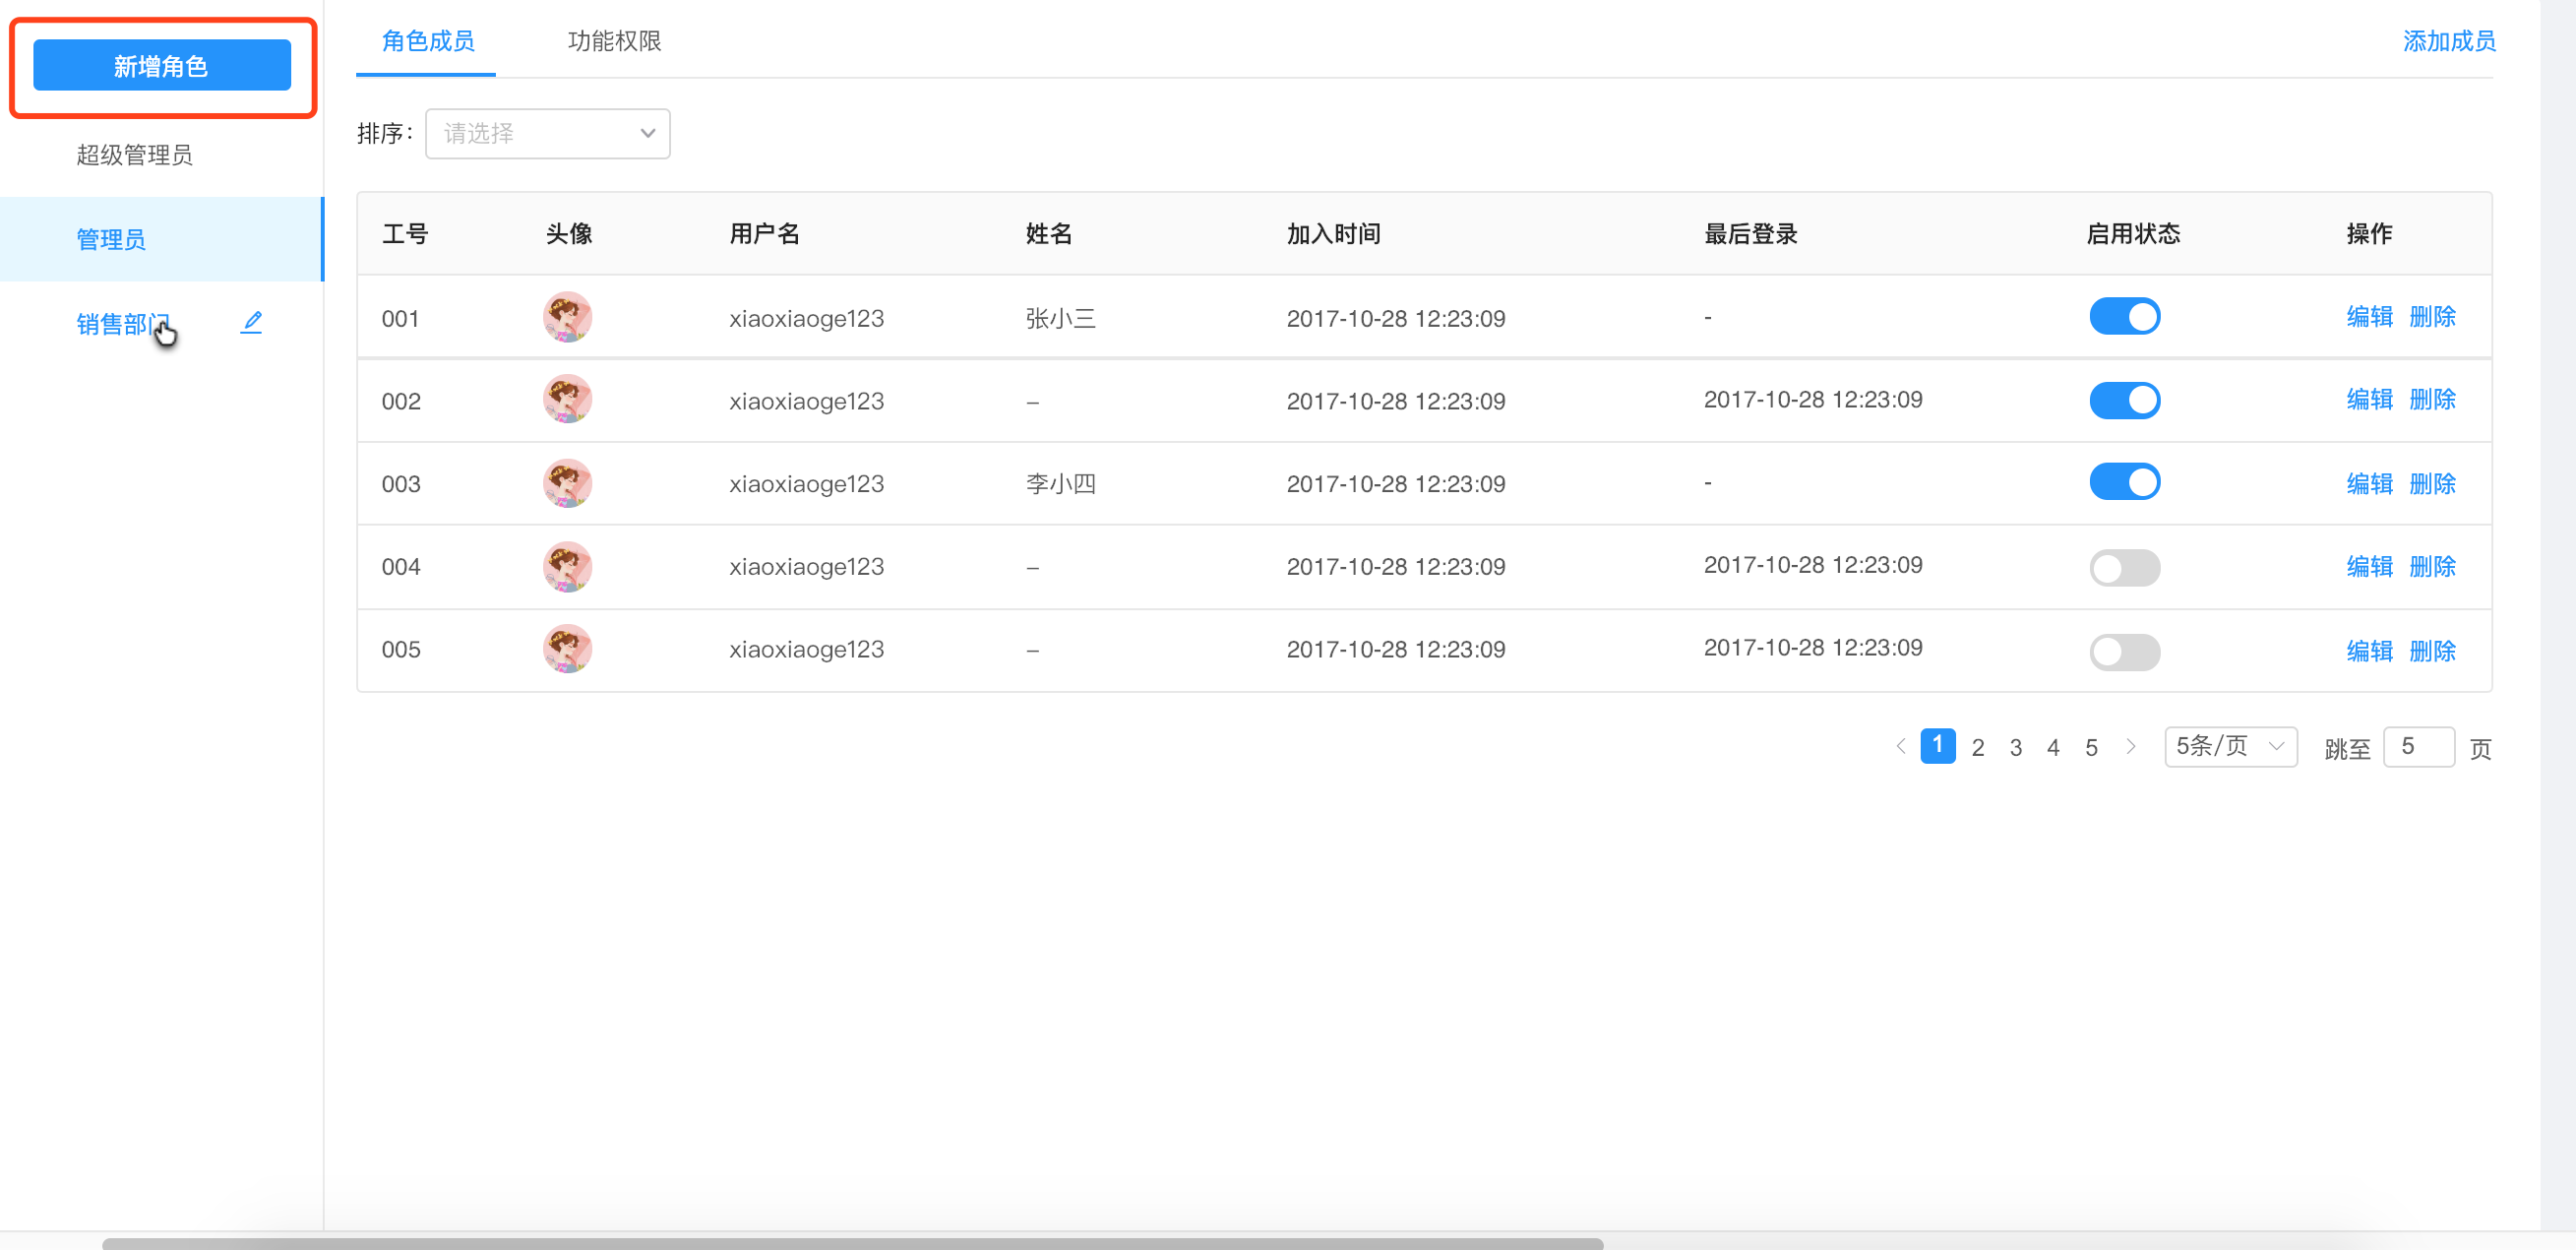 新增角色
超级管理员
管理员
销售部门
角色成员 功能权限 添加成员
排序: 请选择
工号 头像 用户名 姓名 加入时间 最后登录 启用状态 操作
001 xiaoxiaoge123 张小三 2017-10-28 12:23:09 - 编辑 删除
002 xiaoxiaoge123 – 2017-10-28 12:23:09 2017-10-28 12:23:09 编辑 删除
003 xiaoxiaoge123 李小四 2017-10-28 12:23:09 - 编辑 删除
004 xiaoxiaoge123 – 2017-10-28 12:23:09 2017-10-28 12:23:09 编辑 删除
005 xiaoxiaoge123 – 2017-10-28 12:23:09 2017-10-28 12:23:09 编辑 删除
1 2 3 4 5 5条/页 跳至 5 页